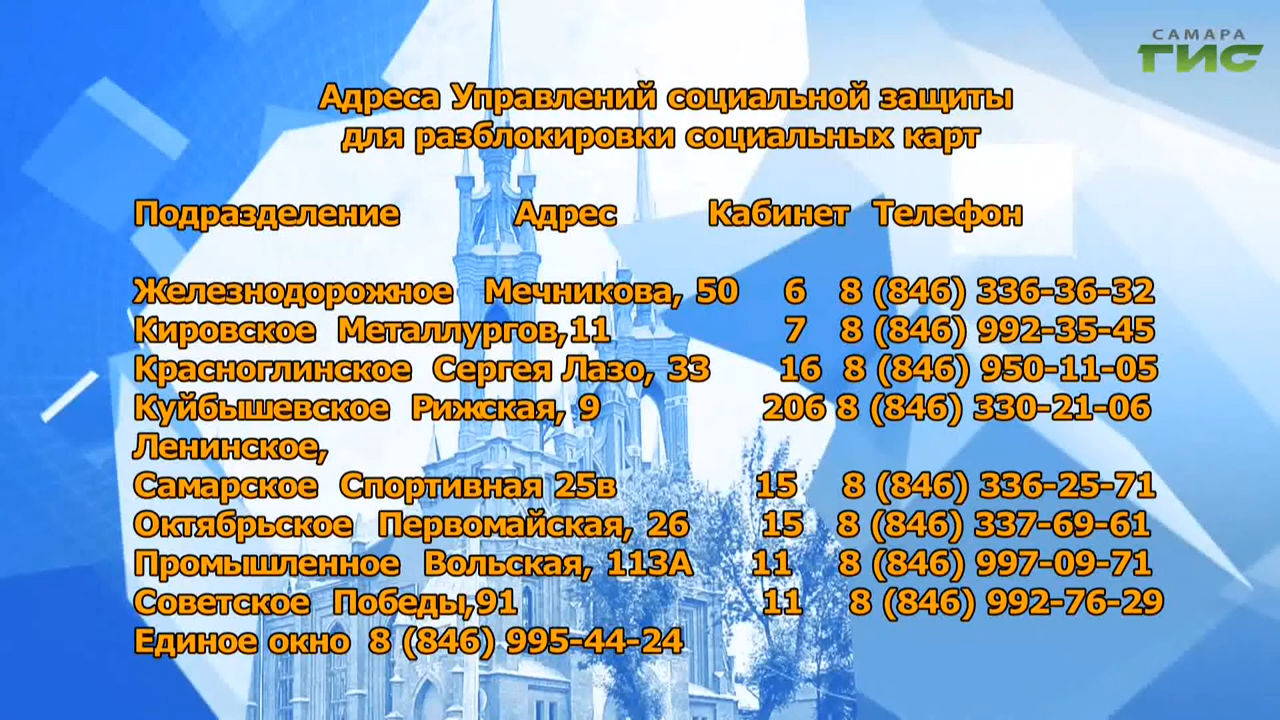 САМАРА
ГИС
Адреса Управлений социальной защиты
для разблокировки социальных карт
Подразделение Адрес Кабинет Телефон
Железнодорожное Мечникова, 50 6 8 (846) 336-36-32
Кировское Металлургов,11 7 8 (846) 992-35-45
Красноглинское Сергея Лазо, 33 16 8 (846) 950-11-05
Куйбышевское Рижская, 9 206 8 (846) 330-21-06
Ленинское,
Самарское Спортивная 25в 15 8 (846) 336-25-71
Октябрьское Первомайская, 26 15 8 (846) 337-69-61
Промышленное Вольская, 113А 11 8 (846) 997-09-71
Советское Победы,91 11 8 (846) 992-76-29
Единое окно 8 (846) 995-44-24